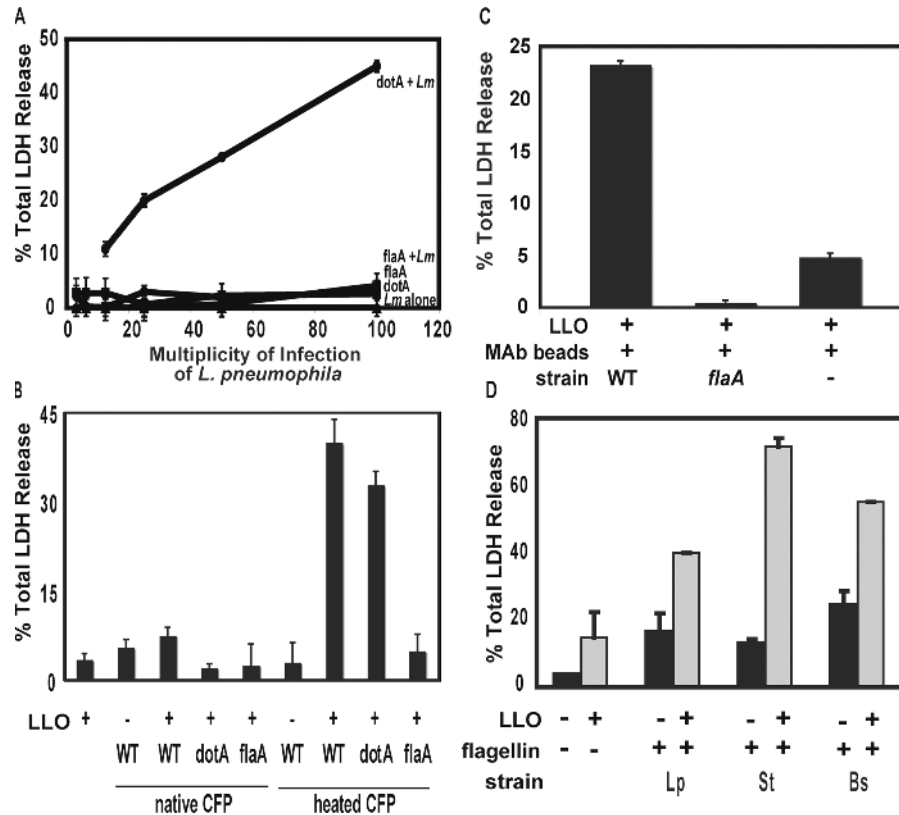 A
% Total LDH Release
50
40
30
20
10
0
0 20 40 60 80 100 120
dotA + Lm
flaA + Lm
flaA
dotA
Lm alone
Multiplicity of Infection
of L. pneumophila
C
% Total LDH Release
25
20
15
10
5
0
LLO + + +
MAb beads + + +
strain WT flaA -
B
% Total LDH Release
45
30
15
0
LLO + - + + + - + + +
WT WT dotA flaA WT WT dotA flaA
native CFP heated CFP
D
% Total LDH Release
80
60
40
20
0
LLO - + - + - + - +
flagellin - - + + + + + +
strain Lp St Bs